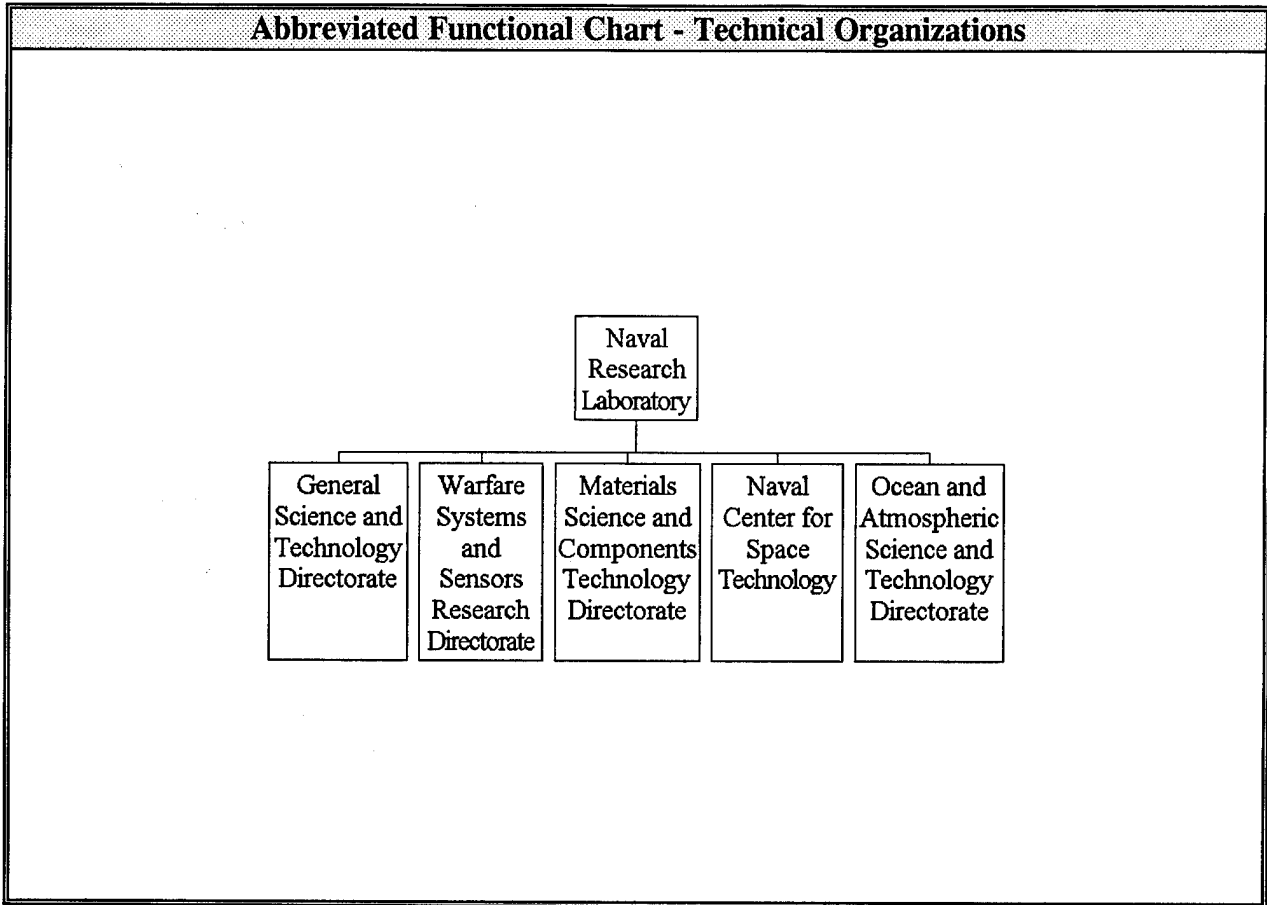 Abbreviated Functional Chart - Technical Organizations
Naval
Research
Laboratory
General
Science and
Technology
Directorate
Warfare
Systems
and
Sensors
Research
Directorate
Materials
Science and
Components
Technology
Directorate
Naval
Center for
Space
Technology
Ocean and
Atmospheric
Science and
Technology
Directorate